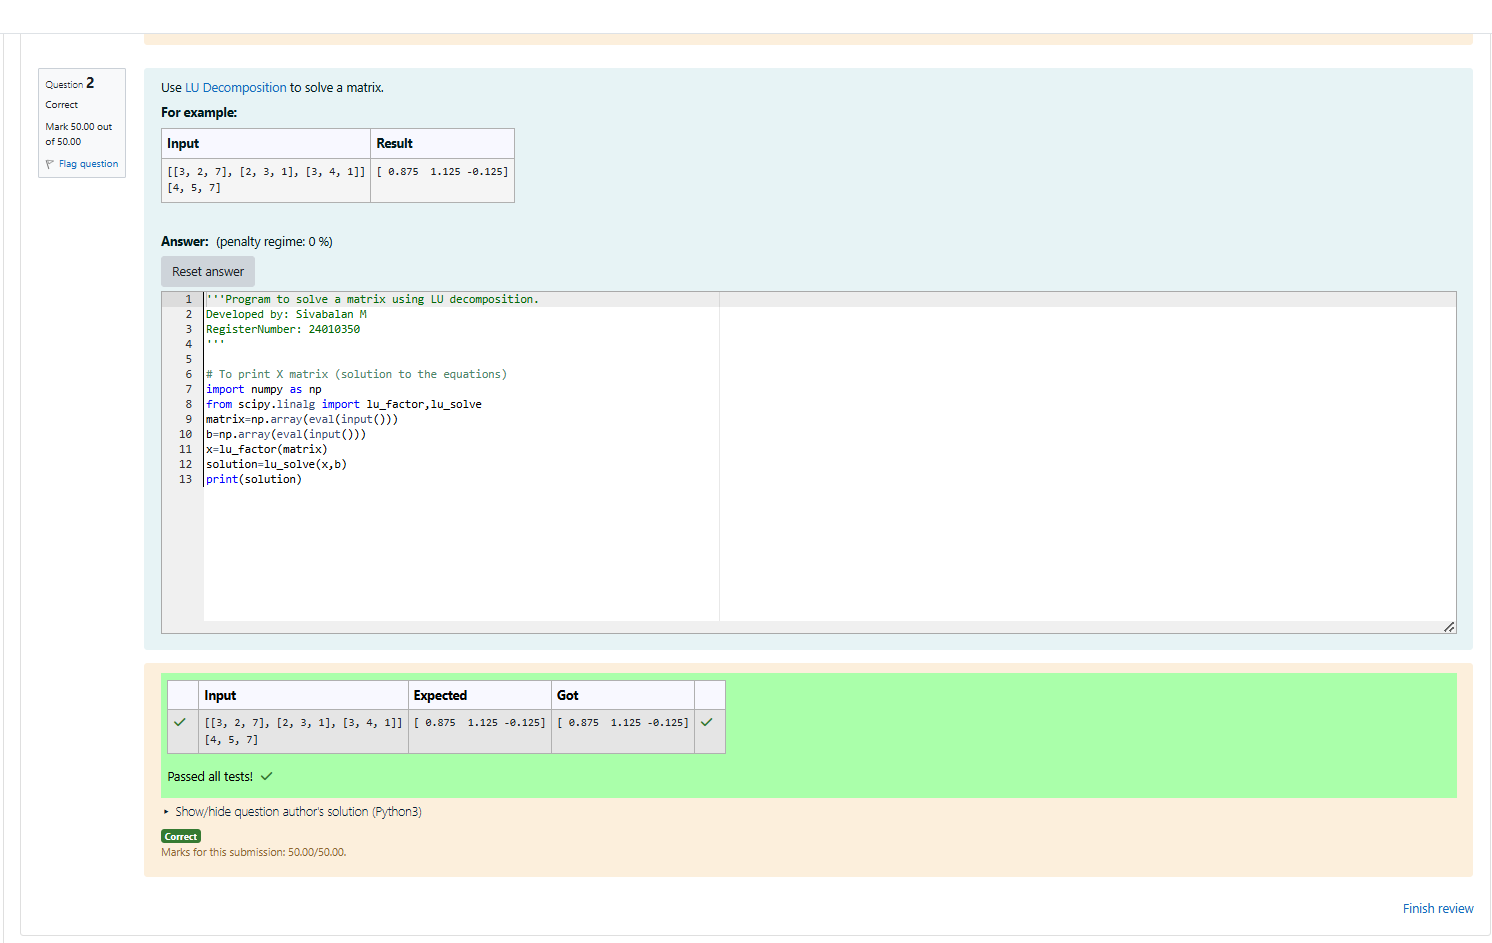 Question 2
Correct
Mark 50.00 out
of 50.00
Flag question
Use LU Decomposition to solve a matrix.
For example:
Input Result
[[3, 2, 7], [2, 3, 1], [3, 4, 1]] [ 0.875  1.125 -0.125]
[4, 5, 7]
Answer: (penalty regime: 0 %)
Reset answer
1 '''Program to solve a matrix using LU decomposition.
2 Developed by: Sivabalan M
3 RegisterNumber: 24010350
4 '''
5
6 # To print X matrix (solution to the equations)
7 import numpy as np
8 from scipy.linalg import lu_factor,lu_solve
9 matrix=np.array(eval(input()))
10 b=np.array(eval(input()))
11 x=lu_factor(matrix)
12 solution=lu_solve(x,b)
13 print(solution)
Input Expected Got
[[3, 2, 7], [2, 3, 1], [3, 4, 1]] [ 0.875  1.125 -0.125] [ 0.875  1.125 -0.125]
[4, 5, 7]
Passed all tests!
Show/hide question author's solution (Python3)
Correct
Marks for this submission: 50.00/50.00.
Finish review